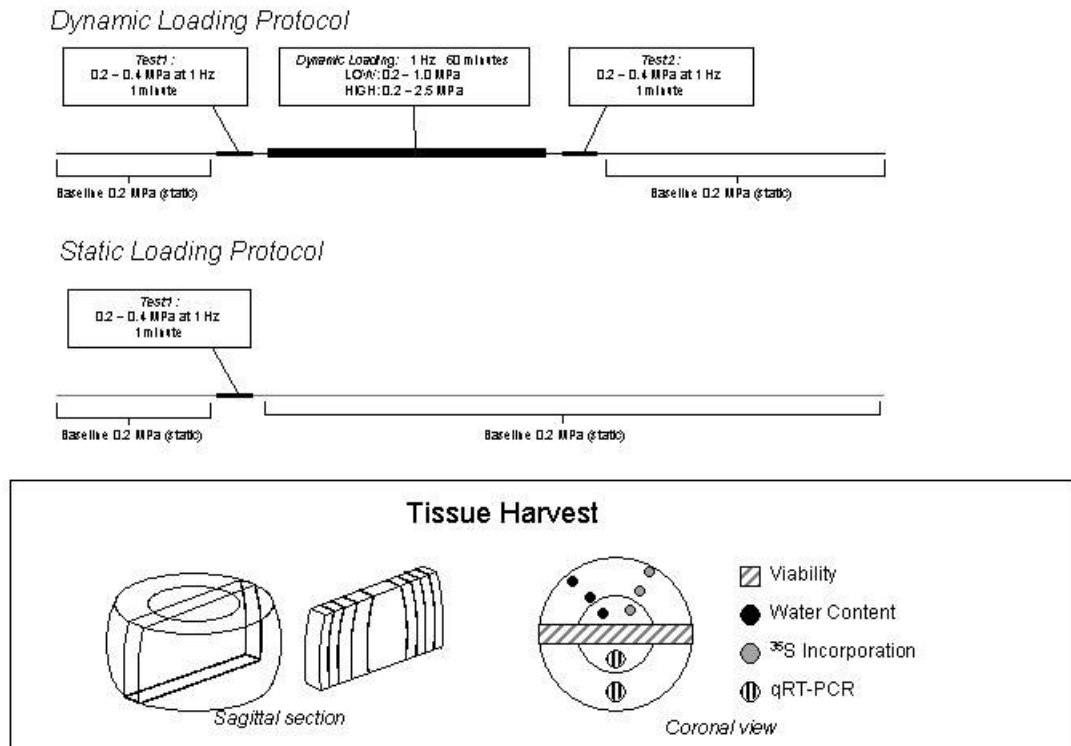 Dynamic Loading Protocol
Test1 :
0.2 – 0.4 MPa at 1 Hz
1 minute
Dynamic Loading: 1 Hz 60 minutes
LOW: 0.2 – 1.0 MPa
HIGH: 0.2 – 2.5 MPa
Test2 :
0.2 – 0.4 MPa at 1 Hz
1 minute
Baseline 0.2 MPa (static)
Baseline 0.2 MPa (static)
Static Loading Protocol
Test1 :
0.2 – 0.4 MPa at 1 Hz
1 minute
Baseline 0.2 MPa (static)
Baseline 0.2 MPa (static)
Tissue Harvest
Viability
Water Content
³⁵S Incorporation
qRT-PCR
Sagittal section
Coronal view